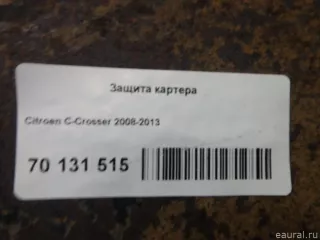 Защита картера
Citroen C-Crosser 2008-2013
70 131 515
eaural.ru